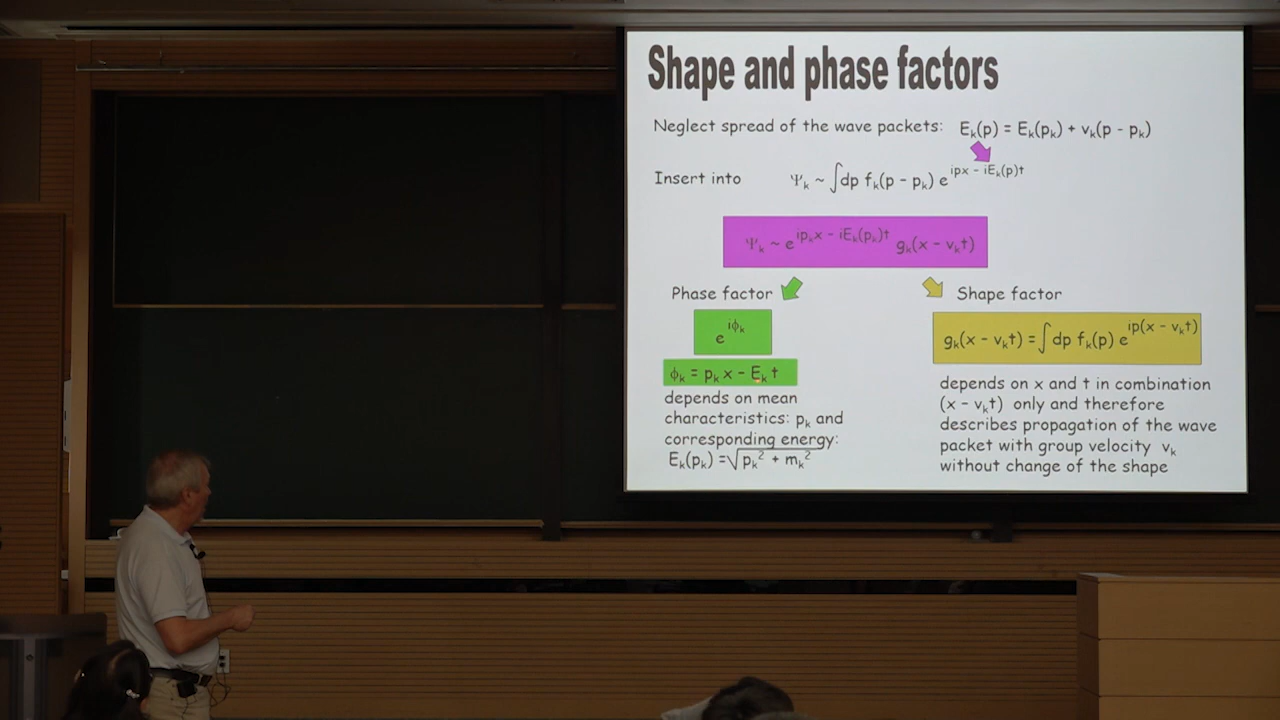 Shape and phase factors
Neglect spread of the wave packets: Eₖ(p) = Eₖ(pₖ) + vₖ(p - pₖ)
Insert into Ψₖ ~ ∫dp fₖ(p - pₖ) e^{ipx - iEₖ(p)t}
Ψₖ ~ e^{ipₖx - iEₖ(pₖ)t} gₖ(x - vₖt)
Phase factor
e^{iϕₖ}
ϕₖ = pₖ x - Eₖ t
depends on mean
characteristics: pₖ and
corresponding energy:
Eₖ(pₖ) = √(pₖ² + mₖ²)
Shape factor
gₖ(x - vₖt) = ∫dp fₖ(p) e^{ip(x - vₖt)}
depends on x and t in combination
(x - vₖt) only and therefore
describes propagation of the wave
packet with group velocity vₖ
without change of the shape